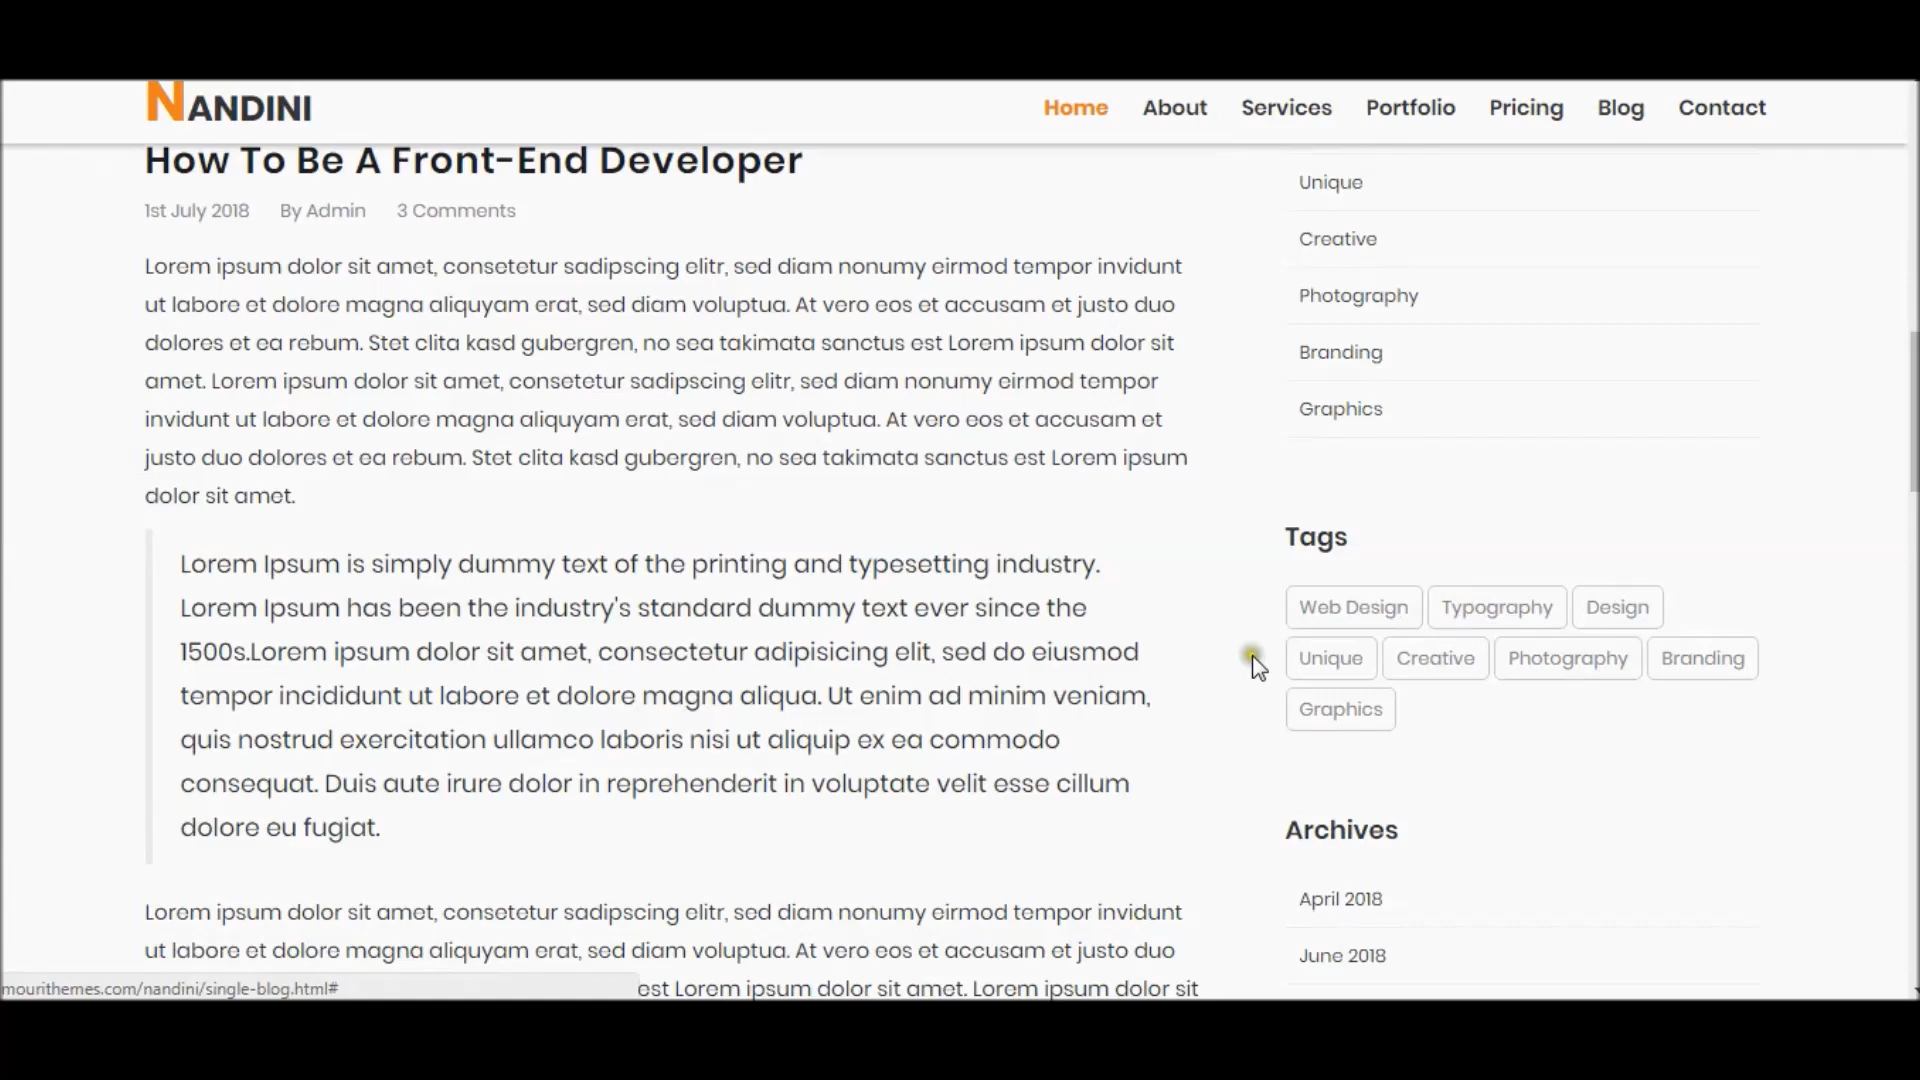 NANDINI
Home About Services Portfolio Pricing Blog Contact
How To Be A Front-End Developer
1st July 2018 By Admin 3 Comments
Lorem ipsum dolor sit amet, consetetur sadipscing elitr, sed diam nonumy eirmod tempor invidunt
ut labore et dolore magna aliquyam erat, sed diam voluptua. At vero eos et accusam et justo duo
dolores et ea rebum. Stet clita kasd gubergren, no sea takimata sanctus est Lorem ipsum dolor sit
amet. Lorem ipsum dolor sit amet, consetetur sadipscing elitr, sed diam nonumy eirmod tempor
invidunt ut labore et dolore magna aliquyam erat, sed diam voluptua. At vero eos et accusam et
justo duo dolores et ea rebum. Stet clita kasd gubergren, no sea takimata sanctus est Lorem ipsum
dolor sit amet.
Lorem Ipsum is simply dummy text of the printing and typesetting industry.
Lorem Ipsum has been the industry's standard dummy text ever since the
1500s.Lorem ipsum dolor sit amet, consectetur adipisicing elit, sed do eiusmod
tempor incididunt ut labore et dolore magna aliqua. Ut enim ad minim veniam,
quis nostrud exercitation ullamco laboris nisi ut aliquip ex ea commodo
consequat. Duis aute irure dolor in reprehenderit in voluptate velit esse cillum
dolore eu fugiat.
Lorem ipsum dolor sit amet, consetetur sadipscing elitr, sed diam nonumy eirmod tempor invidunt
ut labore et dolore magna aliquyam erat, sed diam voluptua. At vero eos et accusam et justo duo
est Lorem ipsum dolor sit amet. Lorem ipsum dolor sit
mourithemes.com/nandini/single-blog.html#
Unique
Creative
Photography
Branding
Graphics
Tags
Web Design Typography Design
Unique Creative Photography Branding
Graphics
Archives
April 2018
June 2018